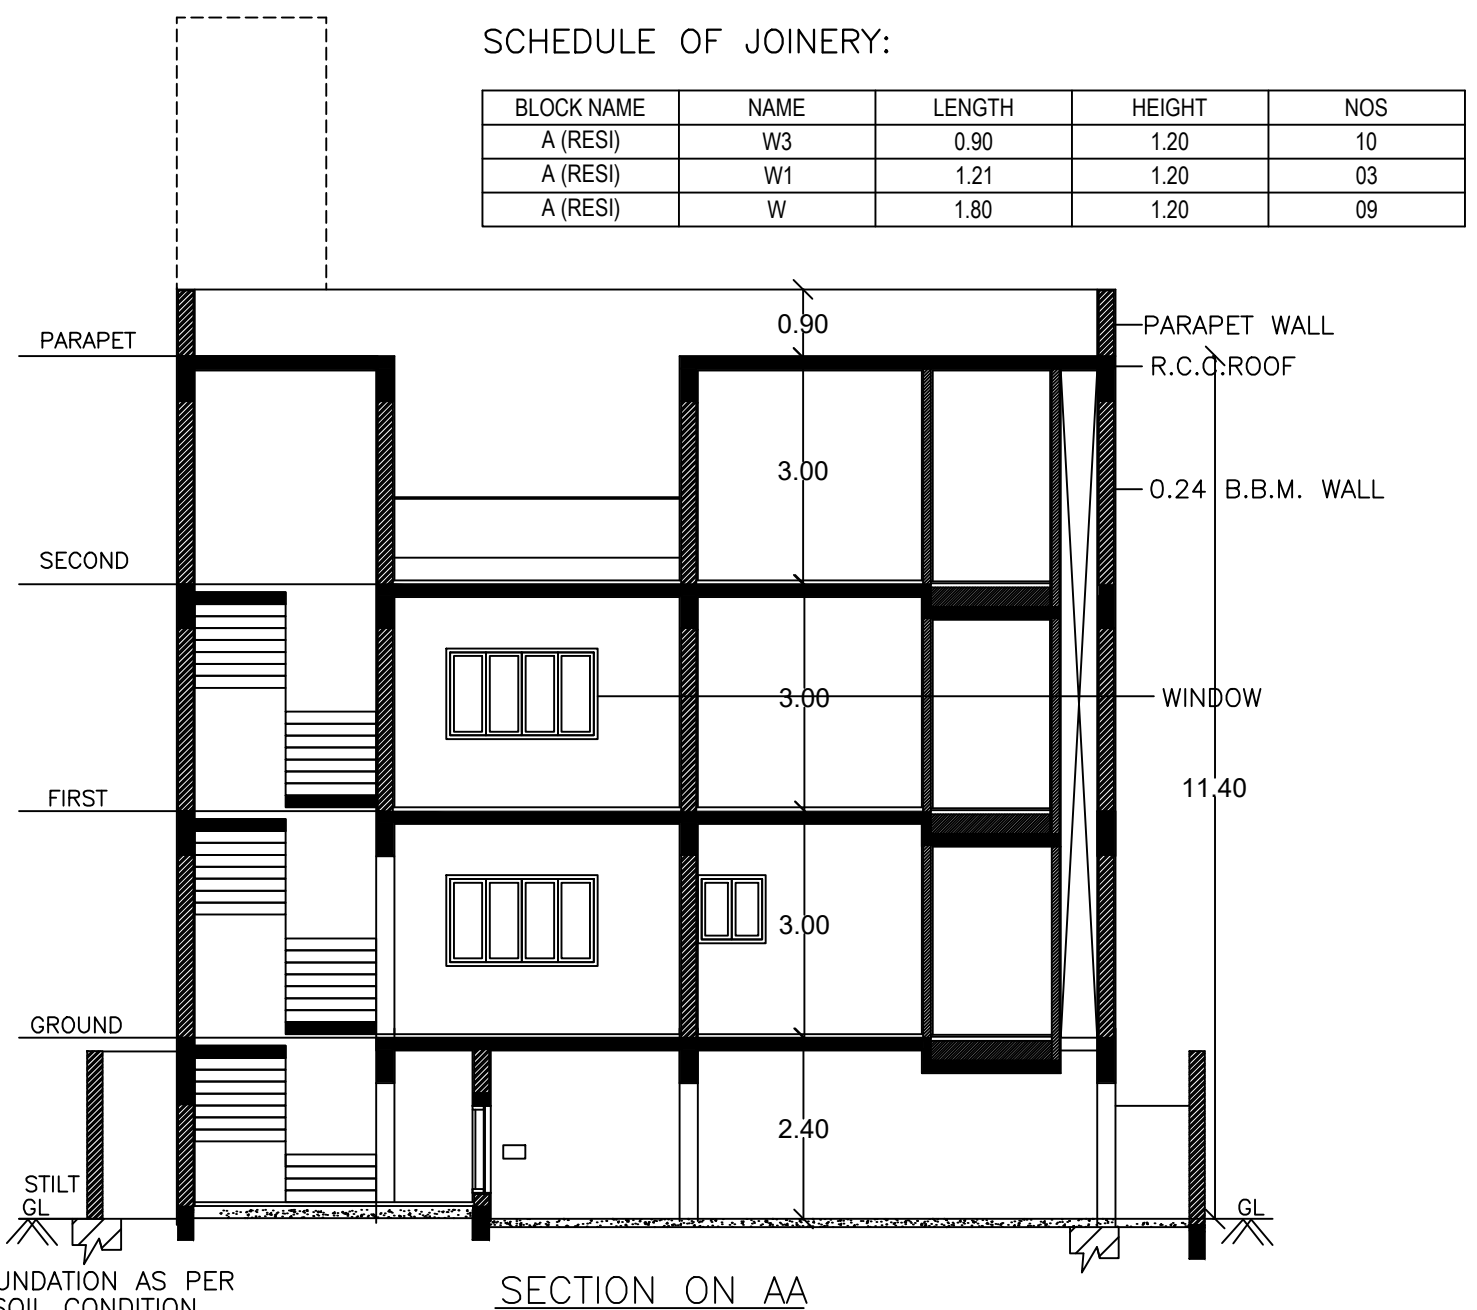 SCHEDULE OF JOINERY:
BLOCK NAME NAME LENGTH HEIGHT NOS
A (RESI) W3 0.90 1.20 10
A (RESI) W1 1.21 1.20 03
A (RESI) W 1.80 1.20 09
0.90
PARAPET WALL
PARAPET
R.C.C.ROOF
3.00
0.24 B.B.M. WALL
SECOND
3.00
WINDOW
11.40
FIRST
3.00
GROUND
2.40
STILT
GL
GL
UNDATION AS PER
SOIL CONDITION
SECTION ON AA